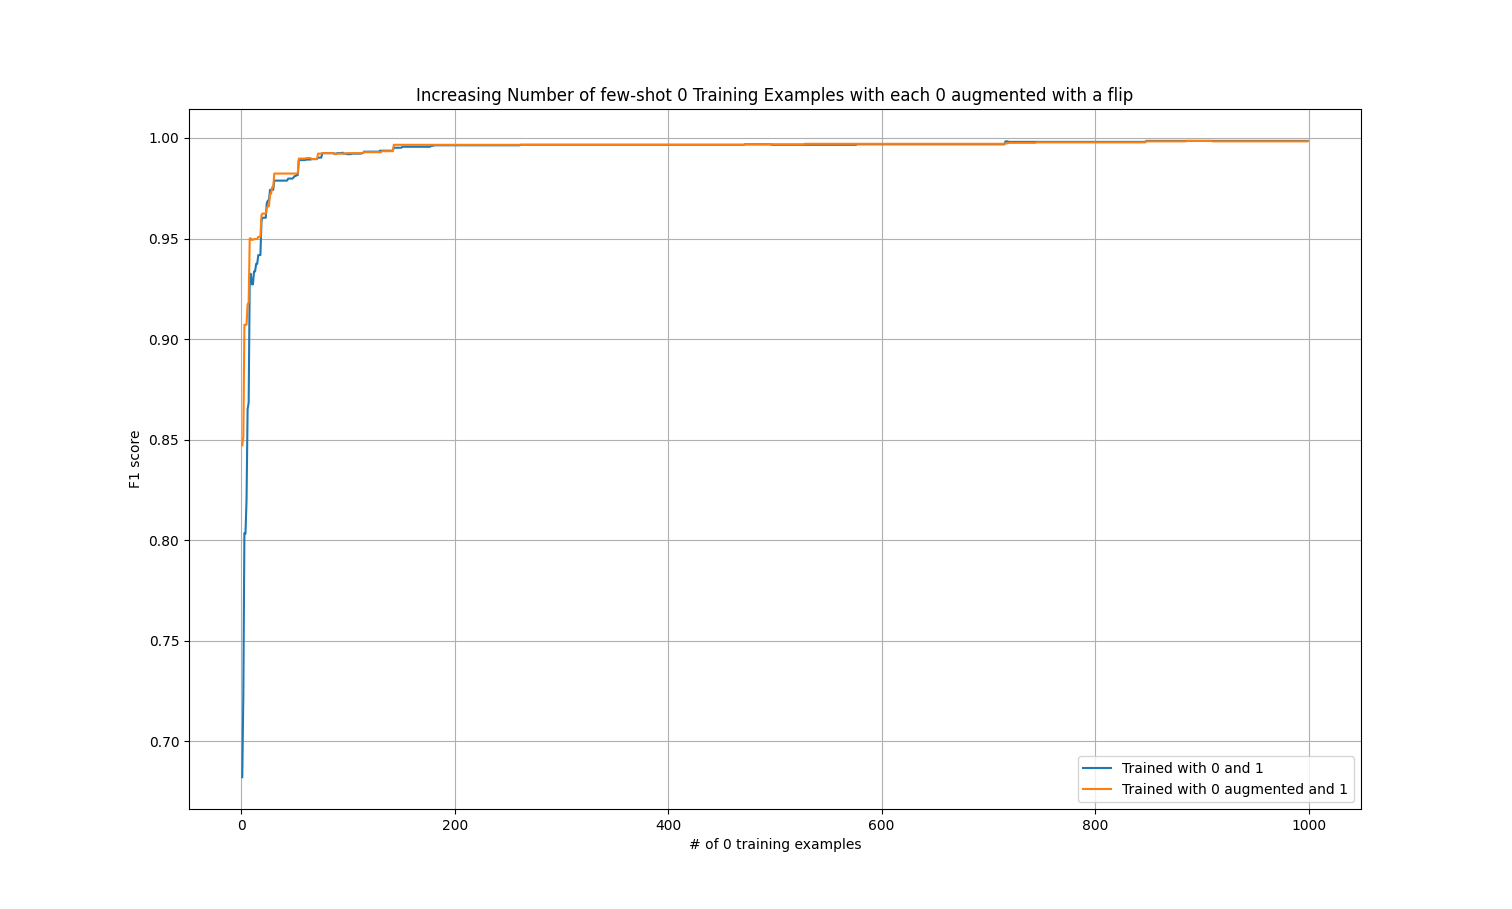 Increasing Number of few-shot 0 Training Examples with each 0 augmented with a flip
1.00
0.95
0.90
0.85
0.80
0.75
0.70
F1 score
Trained with 0 and 1
Trained with 0 augmented and 1
0 200 400 600 800 1000
# of 0 training examples